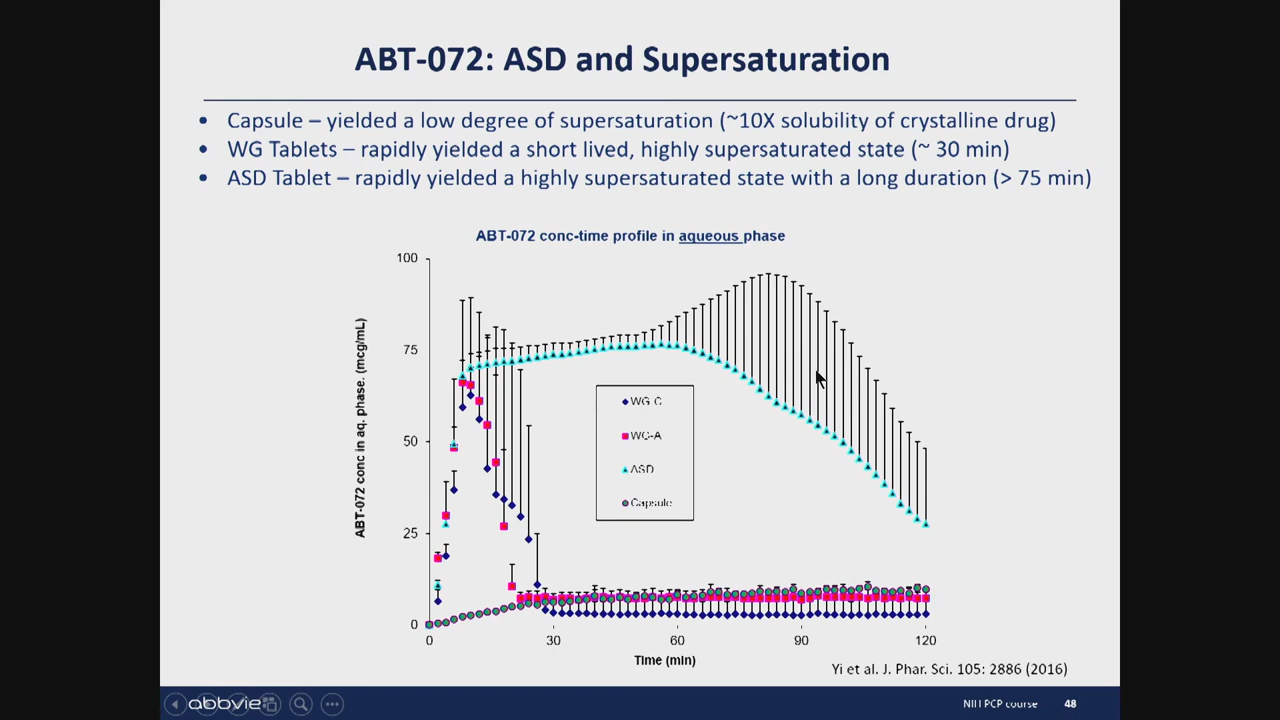 ABT-072: ASD and Supersaturation
• Capsule – yielded a low degree of supersaturation (~10X solubility of crystalline drug)
• WG Tablets – rapidly yielded a short lived, highly supersaturated state (~ 30 min)
• ASD Tablet – rapidly yielded a highly supersaturated state with a long duration (> 75 min)
ABT-072 conc-time profile in aqueous phase
100
75
50
25
0
ABT-072 conc in aq. phase. (mcg/mL)
WG-C
WG-A
ASD
Capsule
0
30
60
90
120
Time (min)
Yi et al. J. Phar. Sci. 105: 2886 (2016)
abbvie
NIH PCP course
48